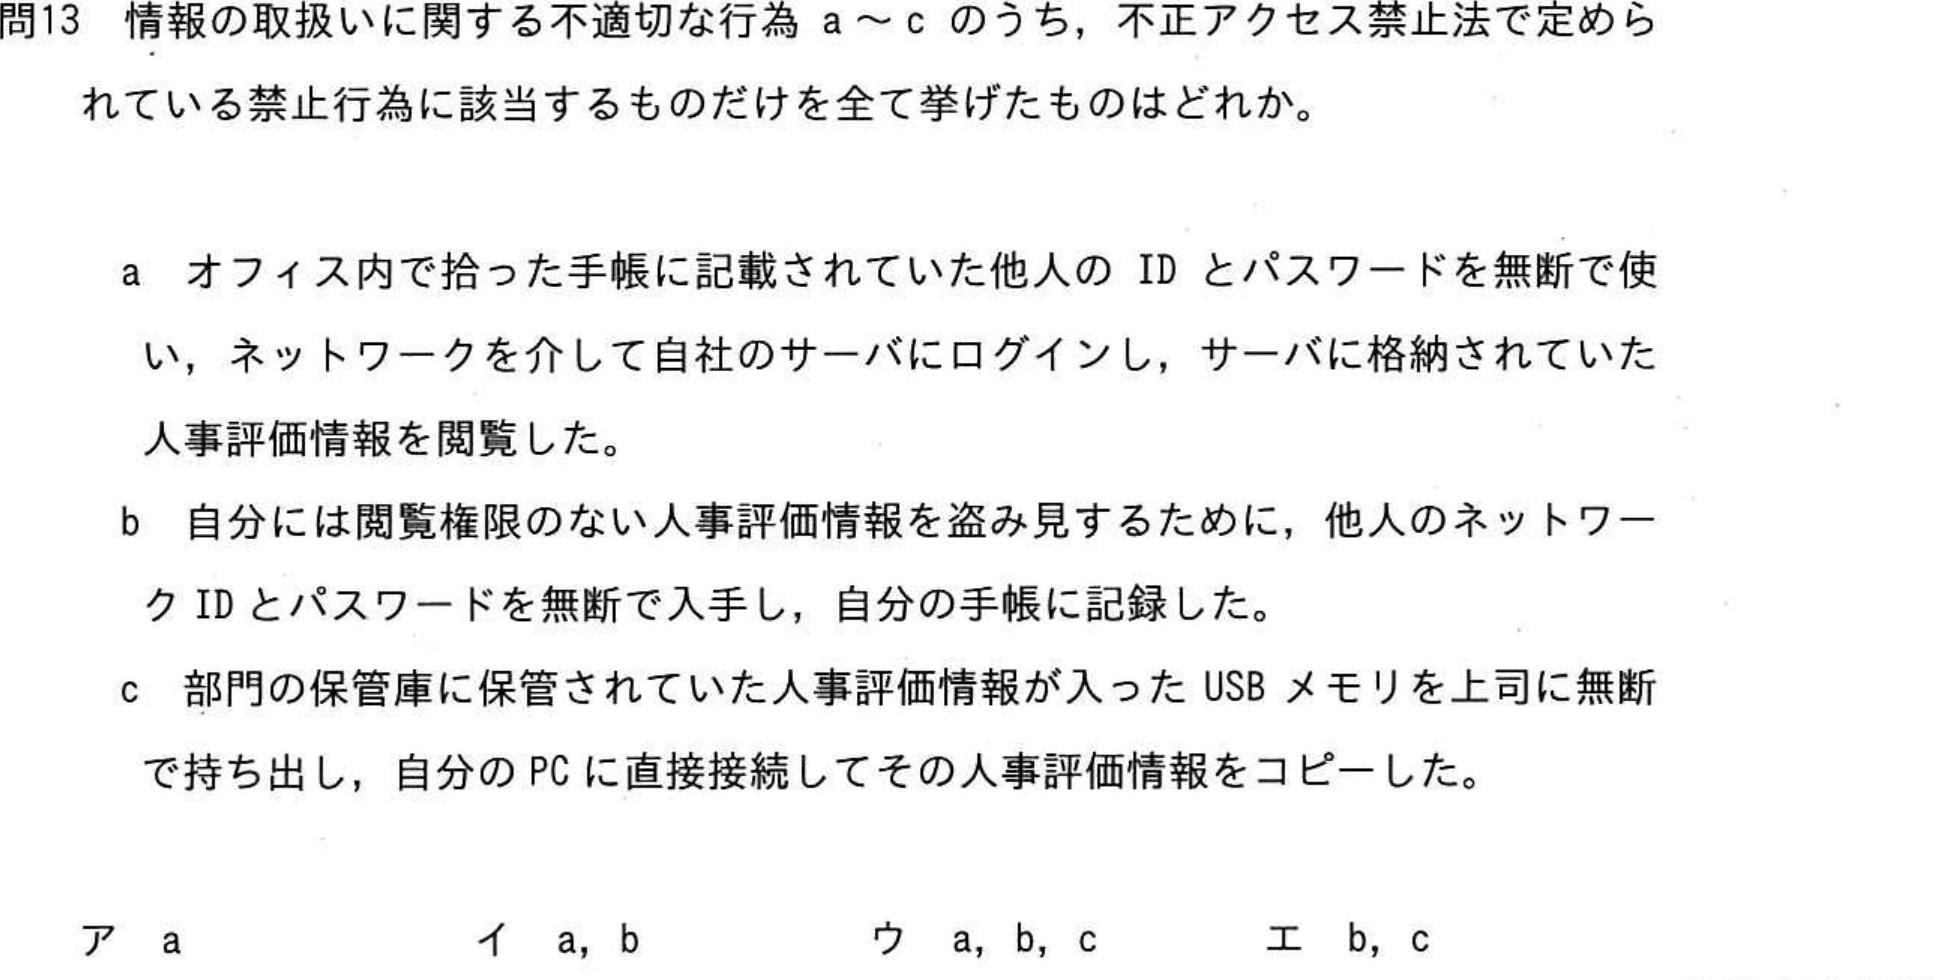 問13 情報の取扱いに関する不適切な行為 a～c のうち，不正アクセス禁止法で定めら
れている禁止行為に該当するものだけを全て挙げたものはどれか。
a オフィス内で拾った手帳に記載されていた他人の ID とパスワードを無断で使
い，ネットワークを介して自社のサーバにログインし，サーバに格納されていた
人事評価情報を閲覧した。
b 自分には閲覧権限のない人事評価情報を盗み見するために，他人のネットワー
ク ID とパスワードを無断で入手し，自分の手帳に記録した。
c 部門の保管庫に保管されていた人事評価情報が入った USB メモリを上司に無断
で持ち出し，自分の PC に直接接続してその人事評価情報をコピーした。
ア a イ a，b ウ a，b，c エ b，c